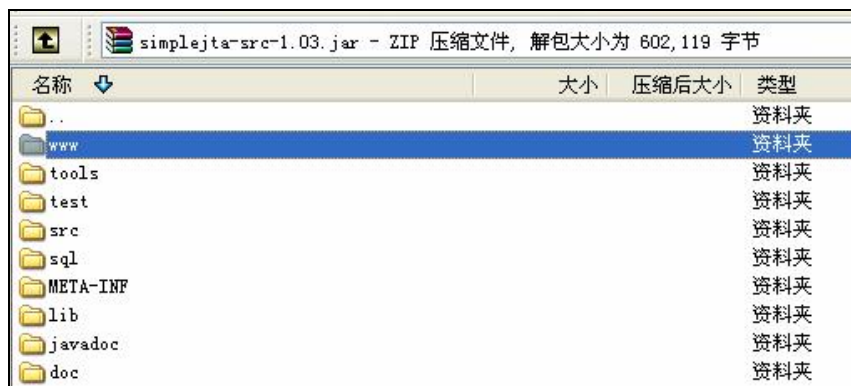 simplejta-src-1.03.jar - ZIP 压缩文件, 解包大小为 602,119 字节
名称 大小 压缩后大小 类型
.. 资料夹
www 资料夹
tools 资料夹
test 资料夹
src 资料夹
sql 资料夹
META-INF 资料夹
lib 资料夹
javadoc 资料夹
doc 资料夹